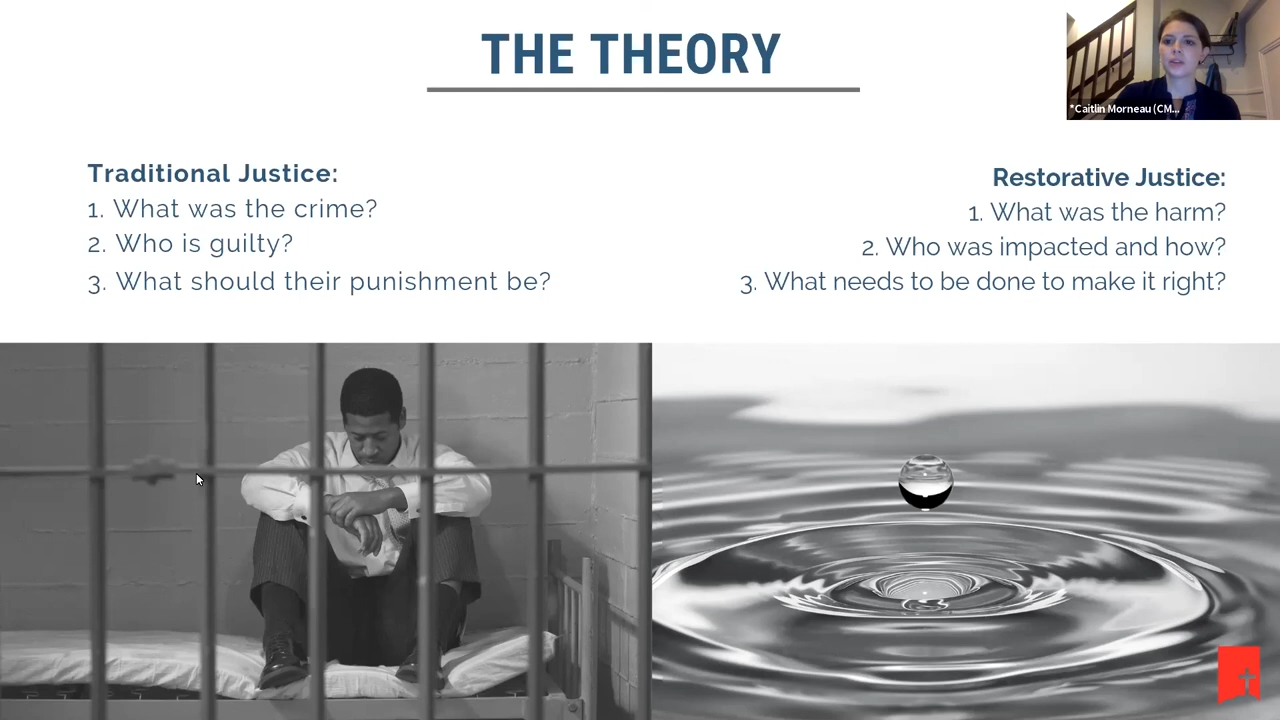 THE THEORY
*Caitlin Morneau (CM...
Traditional Justice:
1. What was the crime?
2. Who is guilty?
3. What should their punishment be?
Restorative Justice:
1. What was the harm?
2. Who was impacted and how?
3. What needs to be done to make it right?